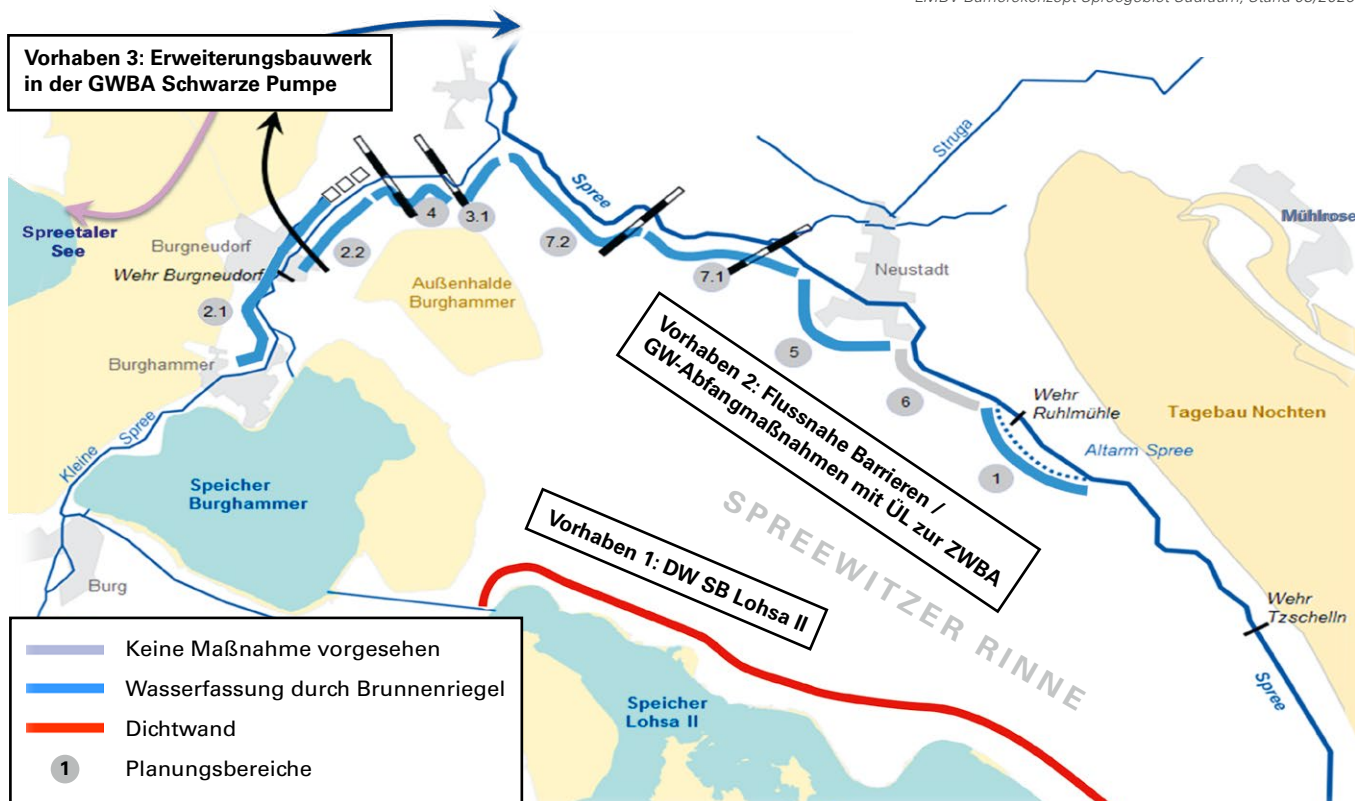 Vorhaben 3: Erweiterungsbauwerk
in der GWBA Schwarze Pumpe
Struga
Spree
Mühlrose
Spreetaler
See
Burgneudorf
Wehr Burgneudorf
2.2
4
3.1
7.2
7.1
Neustadt
Außenhalde
Burghammer
2.1
Burghammer
5
6
Vorhaben 2: Flussnahe Barrieren /
GW-Abfangmaßnahmen mit ÜL zur ZWBA
Wehr
Ruhlmühle
Tagebau Nochten
Altarm Spree
1
Kleine Spree
Speicher
Burghammer
SPREEWITZER RINNE
Vorhaben 1: DW SB Lohsa II
Burg
Wehr
Tzschelln
Spree
Speicher
Lohsa II
Keine Maßnahme vorgesehen
Wasserfassung durch Brunnenriegel
Dichtwand
1 Planungsbereiche